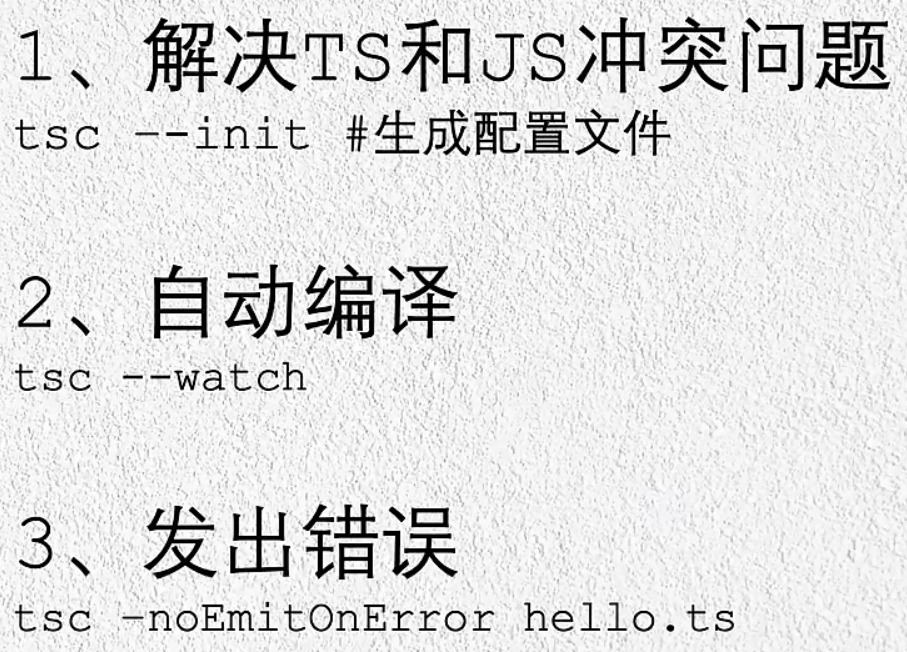 1、解决TS和JS冲突问题
tsc –-init #生成配置文件
2、自动编译
tsc --watch
3、发出错误
tsc –noEmitOnError hello.ts